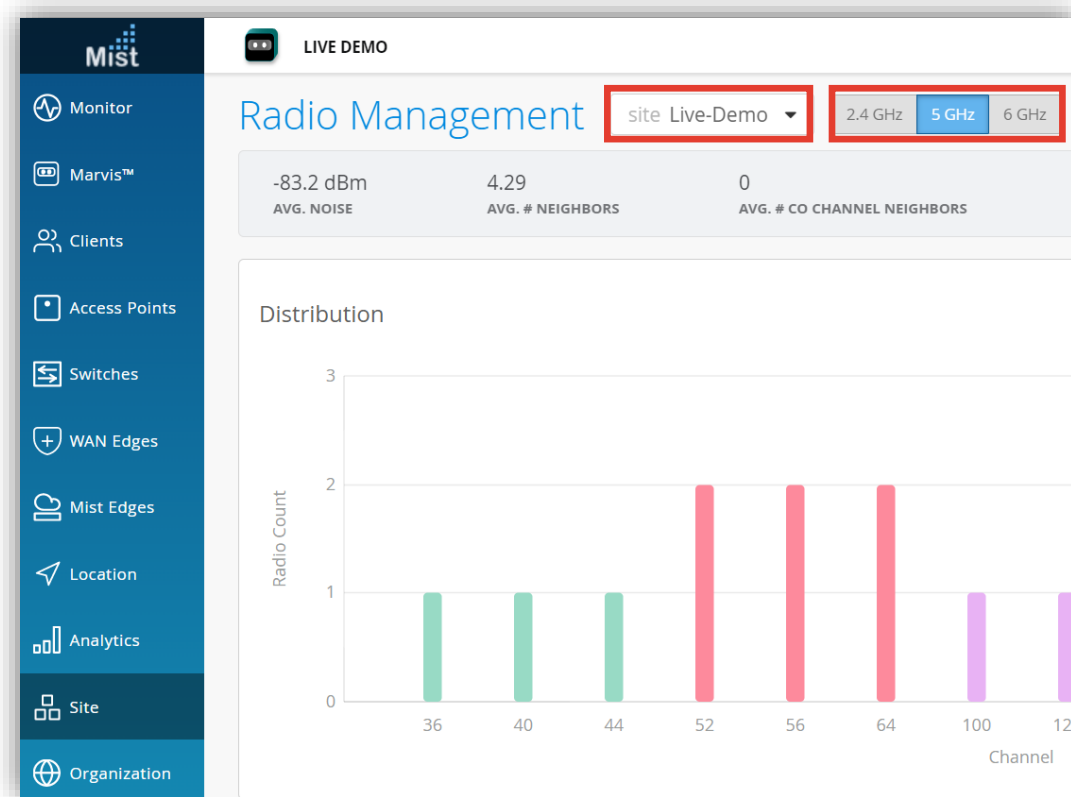 Mist
LIVE DEMO
Monitor
Marvis™
Clients
Access Points
Switches
WAN Edges
Mist Edges
Location
Analytics
Site
Organization
Radio Management
site Live-Demo
2.4 GHz 5 GHz 6 GHz
-83.2 dBm 4.29 0
AVG. NOISE AVG. # NEIGHBORS AVG. # CO CHANNEL NEIGHBORS
Distribution
3
2
1
0
Radio Count
36 40 44 52 56 64 100 12
Channel